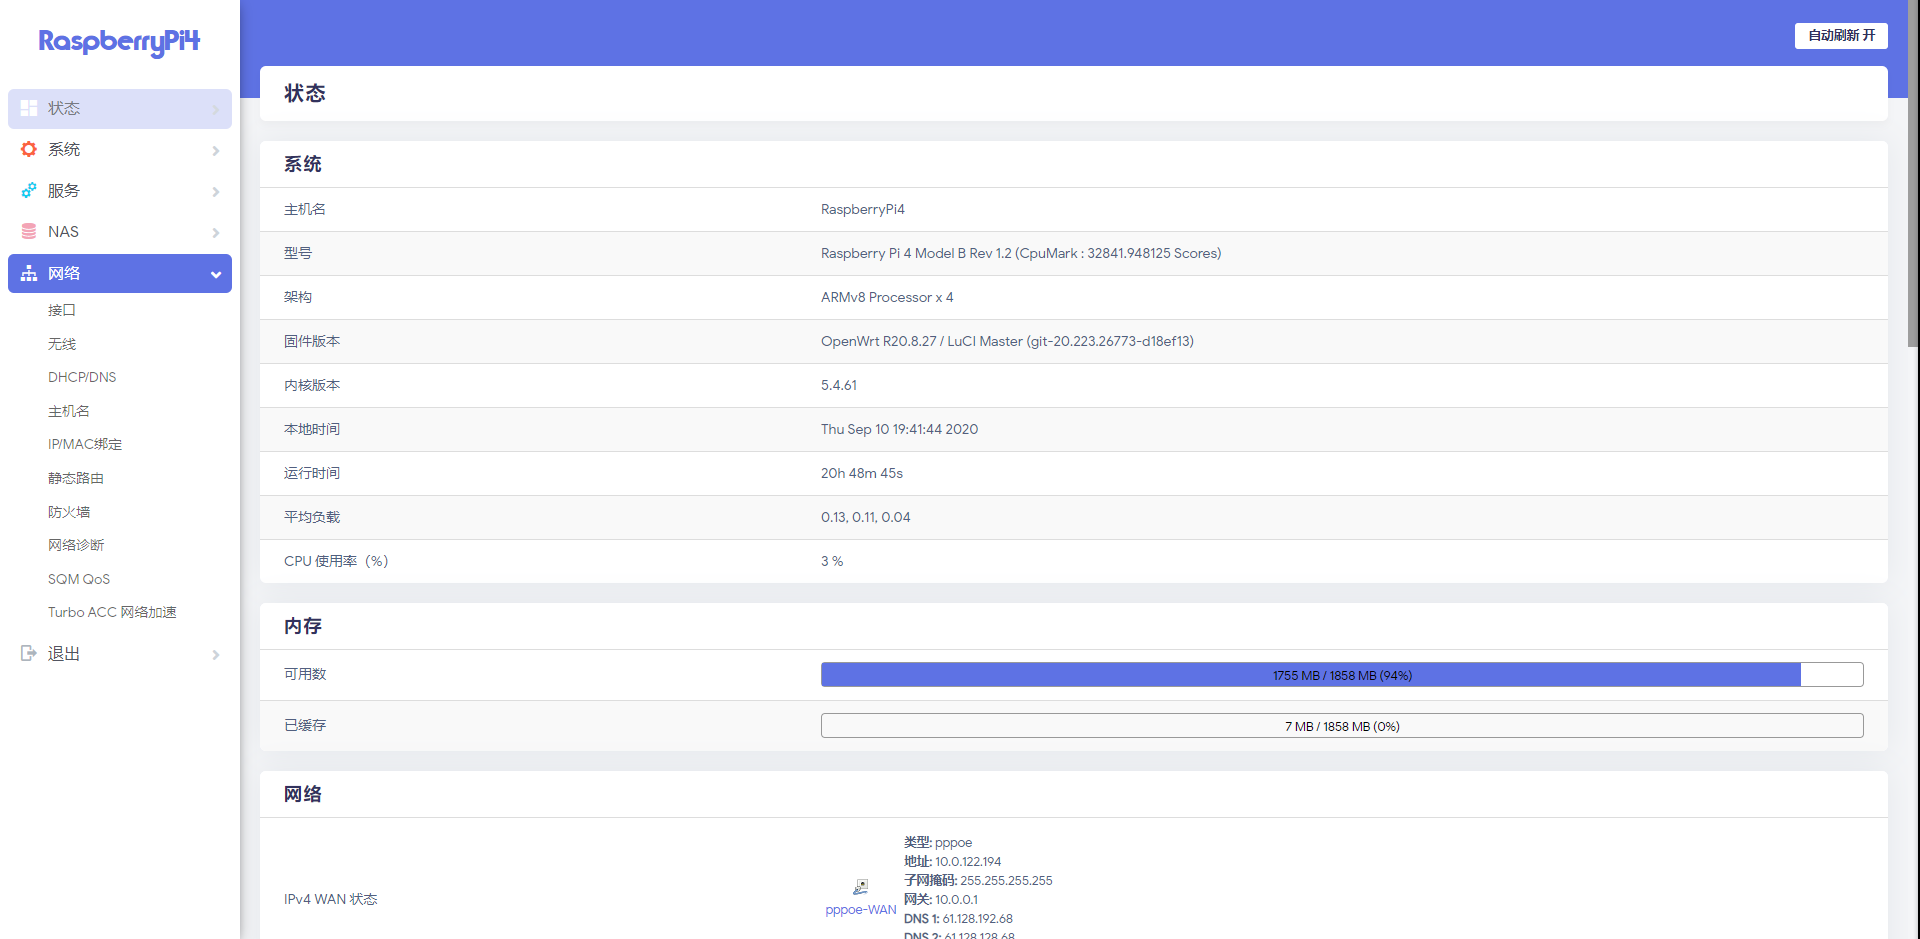 RaspberryPi4
自动刷新 开
状态
系统
服务
NAS
网络
接口
无线
DHCP/DNS
主机名
IP/MAC绑定
静态路由
防火墙
网络诊断
SQM QoS
Turbo ACC 网络加速
退出
状态
系统
主机名 RaspberryPi4
型号 Raspberry Pi 4 Model B Rev 1.2 (CpuMark : 32841.948125 Scores)
架构 ARMv8 Processor x 4
固件版本 OpenWrt R20.8.27 / LuCI Master (git-20.223.26773-d18ef13)
内核版本 5.4.61
本地时间 Thu Sep 10 19:41:44 2020
运行时间 20h 48m 45s
平均负载 0.13, 0.11, 0.04
CPU 使用率（%） 3 %
内存
可用数 1755 MB / 1858 MB (94%)
已缓存 7 MB / 1858 MB (0%)
网络
IPv4 WAN 状态
pppoe-WAN
类型: pppoe
地址: 10.0.122.194
子网掩码: 255.255.255.255
网关: 10.0.0.1
DNS 1: 61.128.192.68
DNS 2: 61.128.128.68